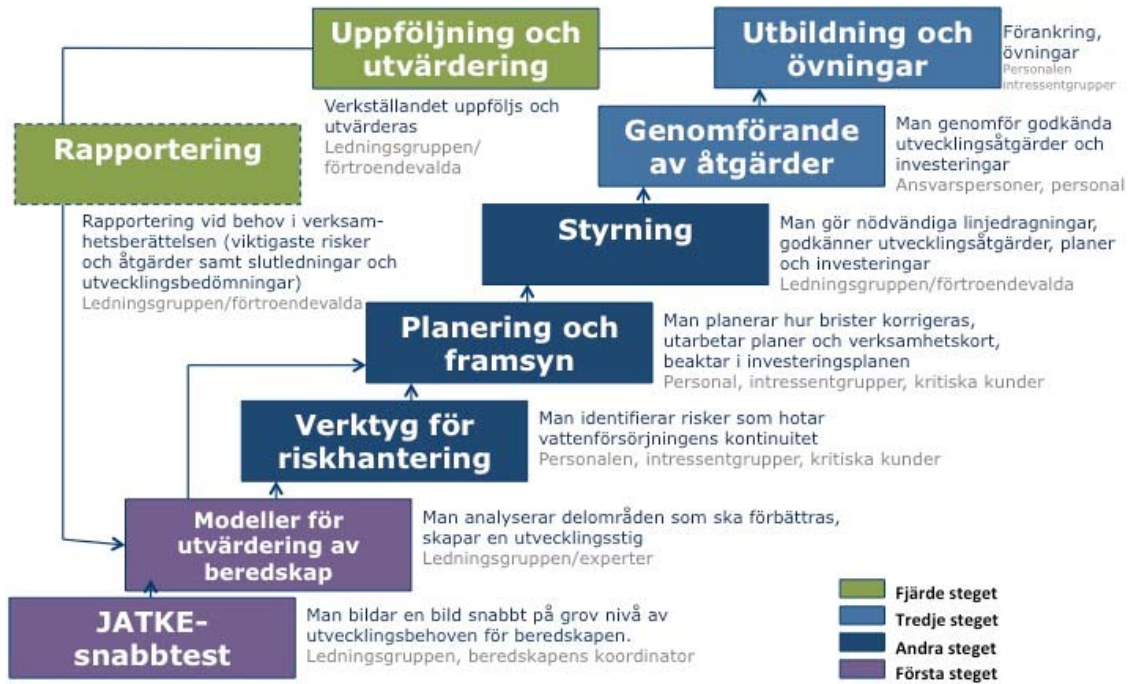 Uppföljning och
utvärdering
Verkställandet uppföljs och
utvärderas
Ledningsgruppen/
förtroendevalda
Utbildning och
övningar
Förankring,
övningar
Personalen
intressentgrupper
Rapportering
Rapportering vid behov i verksam-
hetsberättelsen (viktigaste risker
och åtgärder samt slutledningar och
utvecklingsbedömningar)
Ledningsgruppen/förtroendevalda
Genomförande
av åtgärder
Man genomför godkända
utvecklingsåtgärder och
investeringar
Ansvarspersoner, personal
Styrning
Man gör nödvändiga linjedragningar,
godkänner utvecklingsåtgärder, planer
och investeringar
Ledningsgruppen/förtroendevalda
Planering och
framsyn
Man planerar hur brister korrigeras,
utarbetar planer och verksamhetskort,
beaktar i investeringsplanen
Personal, intressentgrupper, kritiska kunder
Verktyg för
riskhantering
Man identifierar risker som hotar
vattenförsörjningens kontinuitet
Personalen, intressentgrupper, kritiska kunder
Modeller för
utvärdering av
beredskap
Man analyserar delområden som ska förbättras,
skapar en utvecklingsstig
Ledningsgruppen/experter
JATKE-
snabbtest
Man bildar en bild snabbt på grov nivå av
utvecklingsbehoven för beredskapen.
Ledningsgruppen, beredskapens koordinator
Fjärde steget
Tredje steget
Andra steget
Första steget